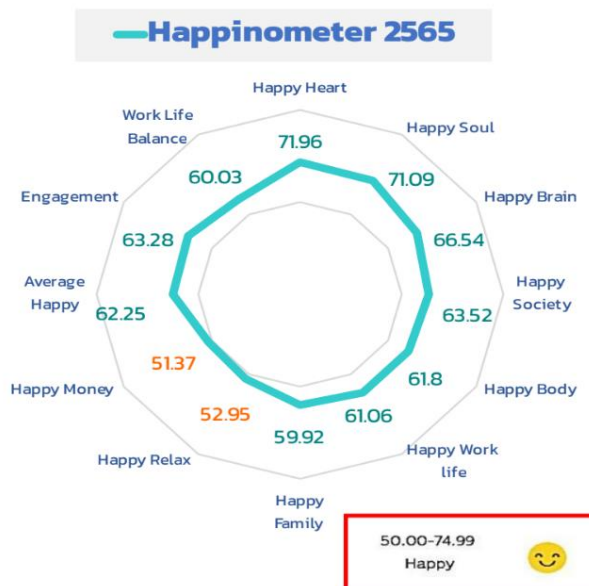 Happinometer 2565
Happy Heart
71.96
Happy Soul
71.09
Happy Brain
66.54
Happy
Society
63.52
Happy Body
61.8
Happy Work
life
61.06
Happy
Family
59.92
Happy Relax
52.95
Happy Money
51.37
Average
Happy
62.25
Engagement
63.28
Work Life
Balance
60.03
50.00-74.99
Happy